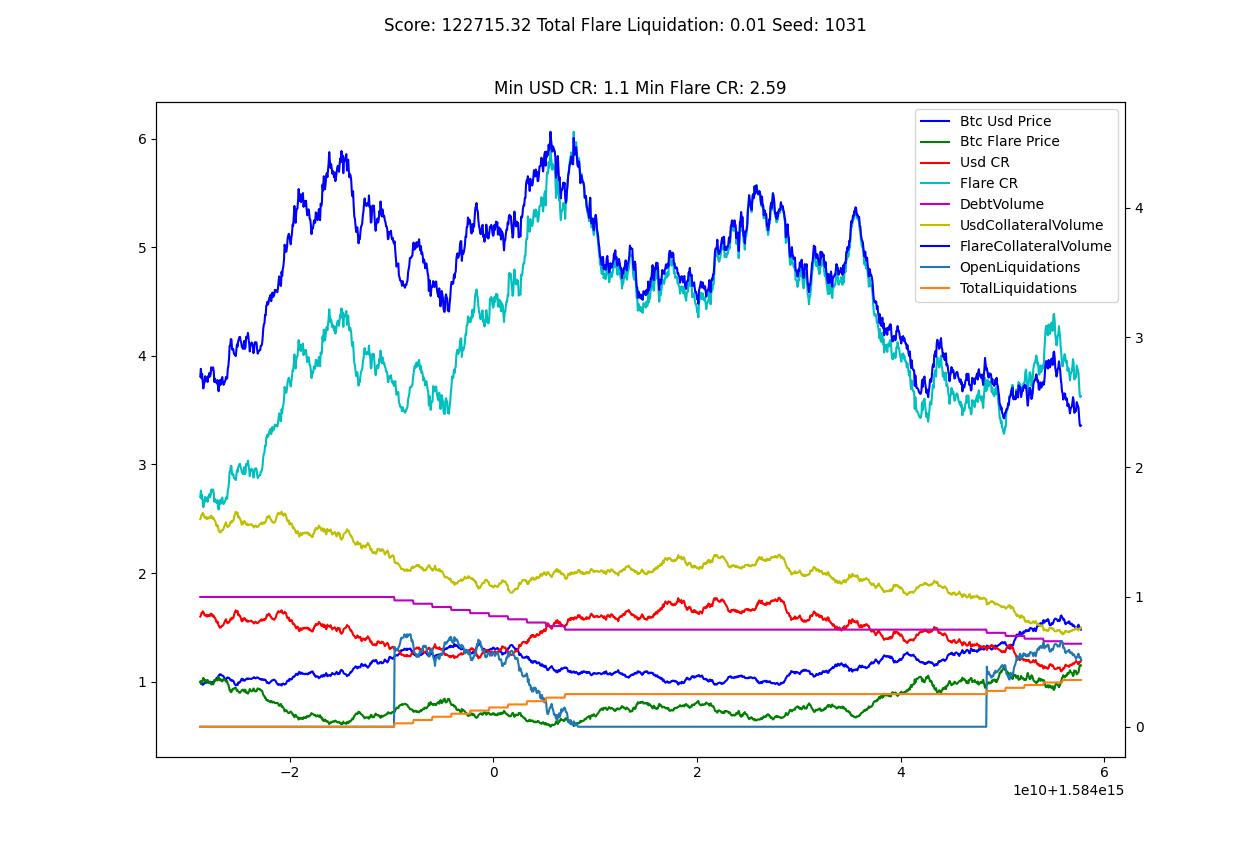 Score: 122715.32 Total Flare Liquidation: 0.01 Seed: 1031
Min USD CR: 1.1 Min Flare CR: 2.59
Btc Usd Price
Btc Flare Price
Usd CR
Flare CR
DebtVolume
UsdCollateralVolume
FlareCollateralVolume
OpenLiquidations
TotalLiquidations
6
5
4
3
2
1
4
3
2
1
0
−2
0
2
4
6
1e10+1.584e15